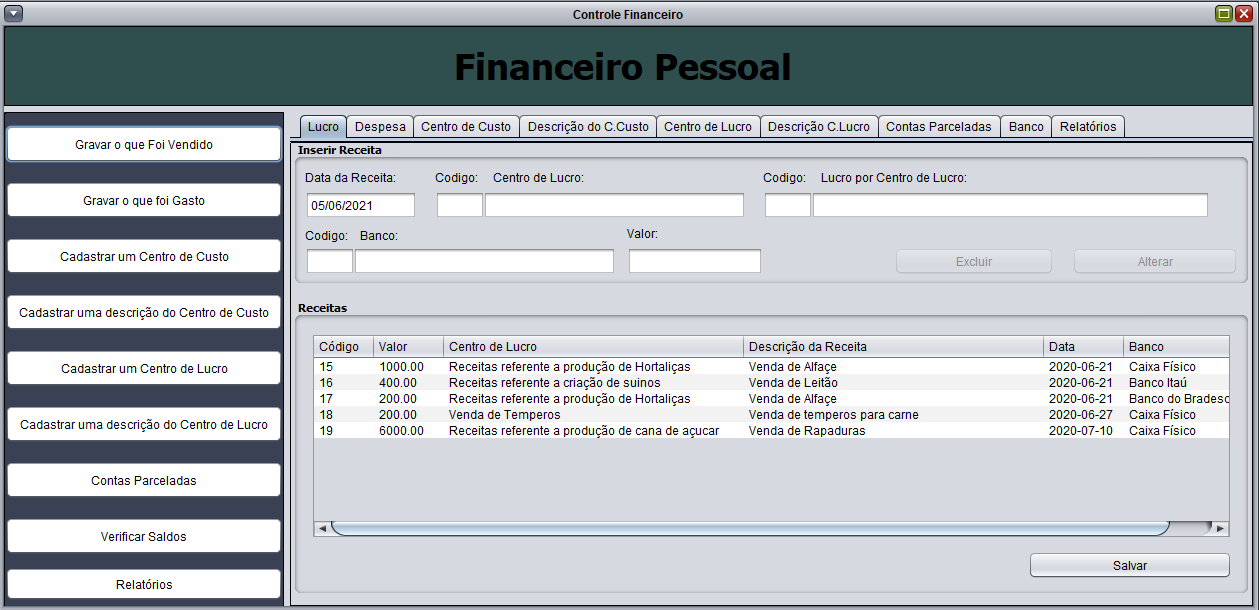 Controle Financeiro
Financeiro Pessoal
Gravar o que Foi Vendido
Gravar o que foi Gasto
Cadastrar um Centro de Custo
Cadastrar uma descrição do Centro de Custo
Cadastrar um Centro de Lucro
Cadastrar uma descrição do Centro de Lucro
Contas Parceladas
Verificar Saldos
Relatórios
Lucro Despesa Centro de Custo Descrição do C.Custo Centro de Lucro Descrição C.Lucro Contas Parceladas Banco Relatórios
Inserir Receita
Data da Receita: Codigo: Centro de Lucro: Codigo: Lucro por Centro de Lucro:
05/06/2021
Codigo: Banco: Valor:
Excluir Alterar
Receitas
Código Valor Centro de Lucro Descrição da Receita Data Banco
15 1000.00 Receitas referente a produção de Hortaliças Venda de Alfaçe 2020-06-21 Caixa Físico
16 400.00 Receitas referente a criação de suinos Venda de Leitão 2020-06-21 Banco Itaú
17 200.00 Receitas referente a produção de Hortaliças Venda de Alfaçe 2020-06-21 Banco do Bradesc
18 200.00 Venda de Temperos Venda de temperos para carne 2020-06-27 Caixa Físico
19 6000.00 Receitas referente a produção de cana de açucar Venda de Rapaduras 2020-07-10 Caixa Físico
Salvar